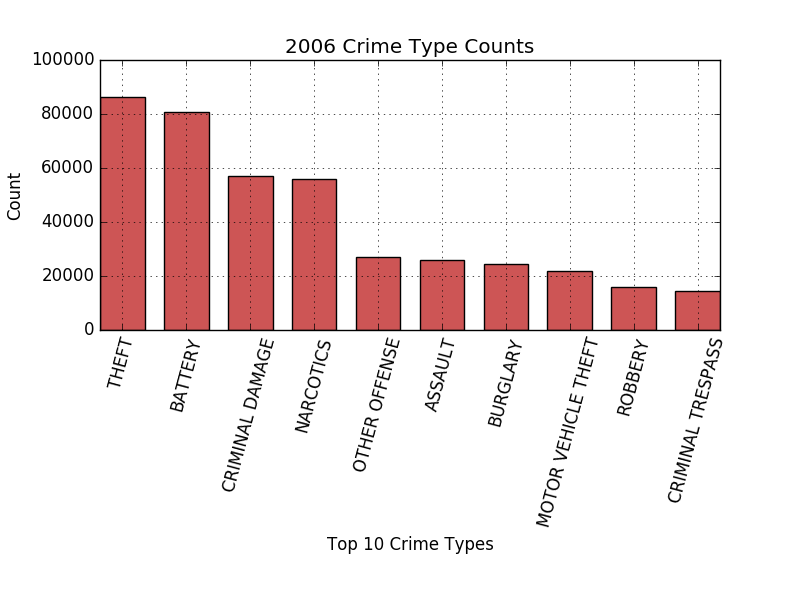 2006 Crime Type Counts
100000
80000
60000
40000
20000
0
Count
THEFT
BATTERY
CRIMINAL DAMAGE
NARCOTICS
OTHER OFFENSE
ASSAULT
BURGLARY
MOTOR VEHICLE THEFT
ROBBERY
CRIMINAL TRESPASS
Top 10 Crime Types